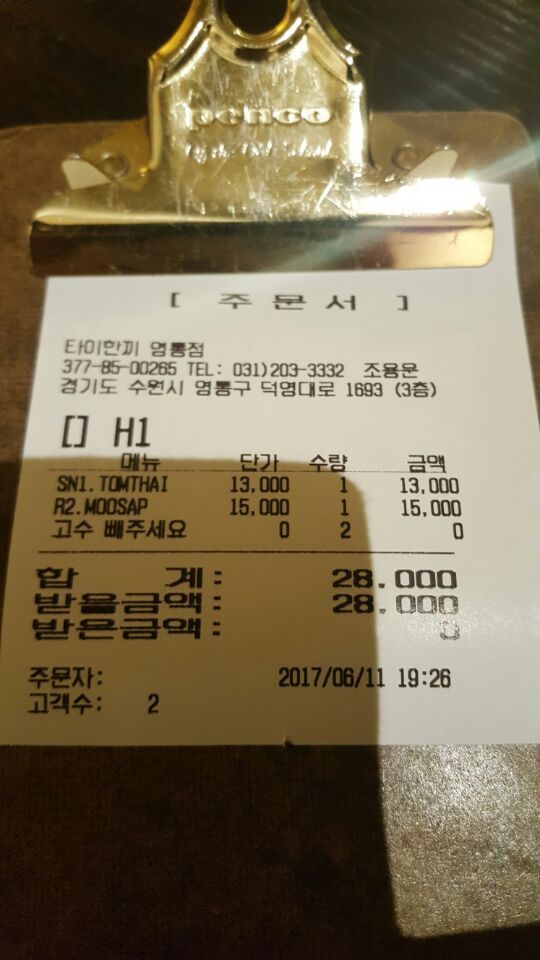 penco
[ 주 문 서 ]
타이한끼 영통점
377-85-00265 TEL: 031)203-3332 조용문
경기도 수원시 영통구 덕영대로 1693 (3층)
[] H1
메뉴 단가 수량 금액
SN1.TOMTHAI 13,000 1 13,000
R2.MOOSAP 15,000 1 15,000
고수 빼주세요 0 2 0
합 계: 28,000
받을금액: 28,000
받은금액: 0
주문자: 2017/06/11 19:26
고객수: 2